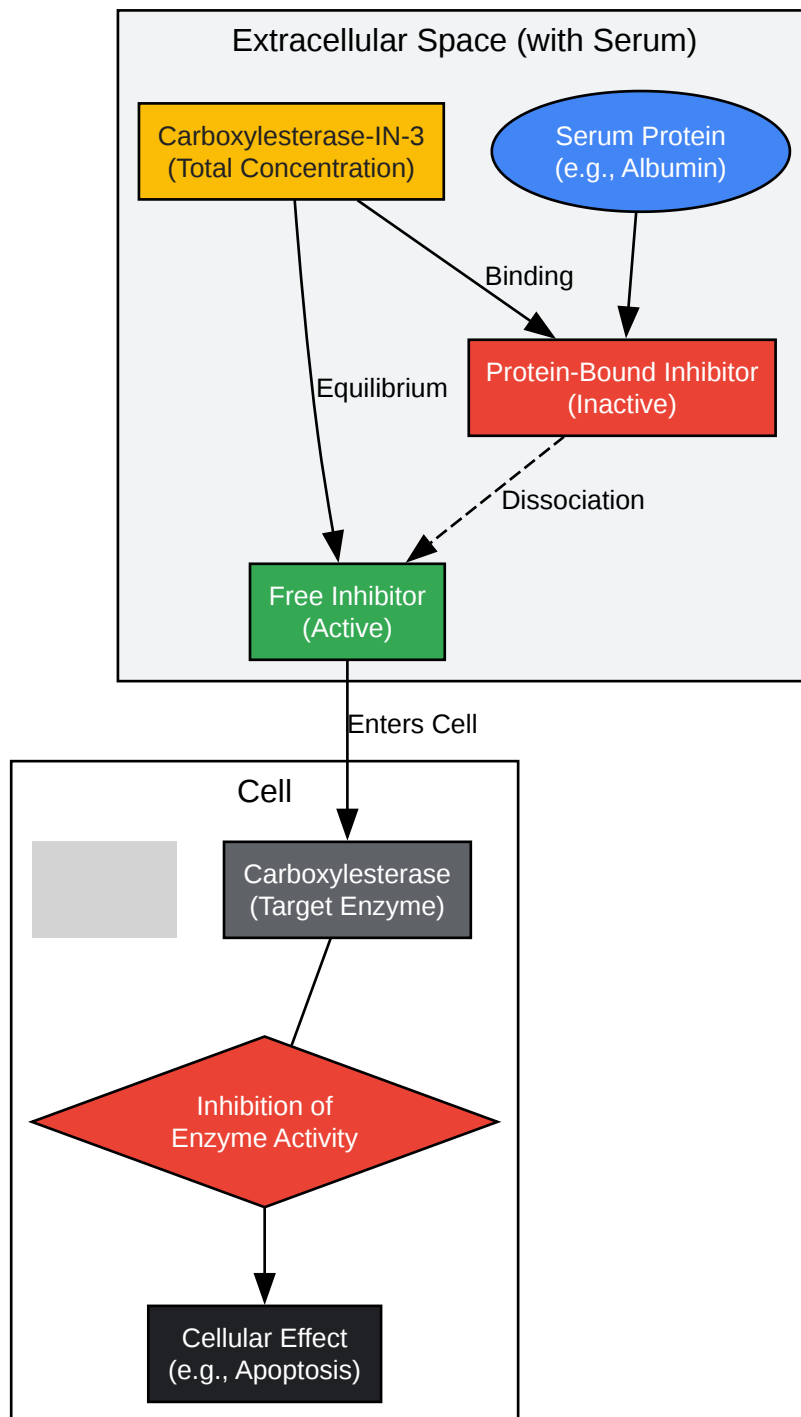 Extracellular Space (with Serum)
Carboxylesterase-IN-3
(Total Concentration)
Serum Protein
(e.g., Albumin)
Binding
Protein-Bound Inhibitor
(Inactive)
Equilibrium
Dissociation
Free Inhibitor
(Active)
Enters Cell
Cell
Carboxylesterase
(Target Enzyme)
Inhibition of
Enzyme Activity
Cellular Effect
(e.g., Apoptosis)